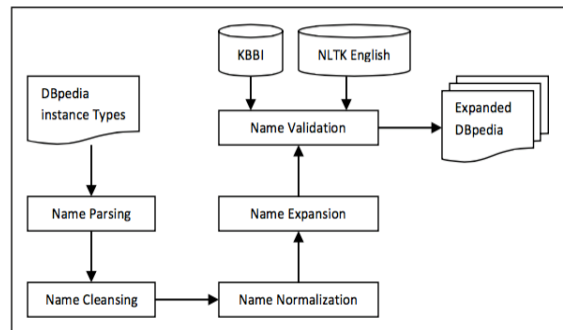 KBBI
NLTK English
DBpedia
instance Types
Name Validation
Expanded
DBpedia
Name Parsing
Name Expansion
Name Cleansing
Name Normalization